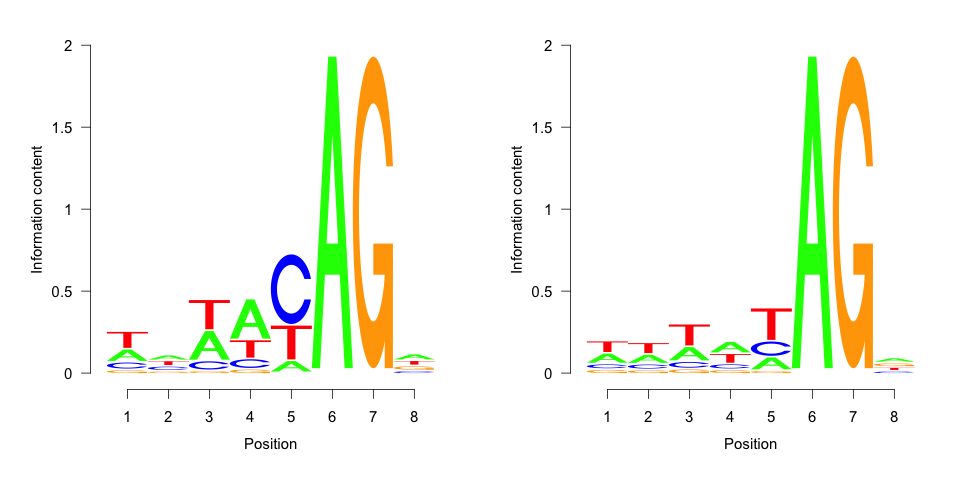 2
1.5
1
0.5
0
Information content
T A C G
A T C G
T A C G
A T C G
C T A
A
G
A T G C
1 2 3 4 5 6 7 8
Position
2
1.5
1
0.5
0
Information content
T A C G
T A C G
T A C G
A T C G
T C A
A
G
A G T C
1 2 3 4 5 6 7 8
Position